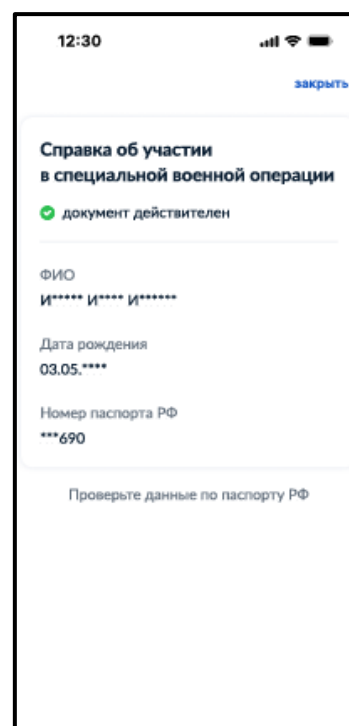 12:30
закрыть
Справка об участии
в специальной военной операции
документ действителен
ФИО
И***** И**** И******
Дата рождения
03.05.****
Номер паспорта РФ
***690
Проверьте данные по паспорту РФ